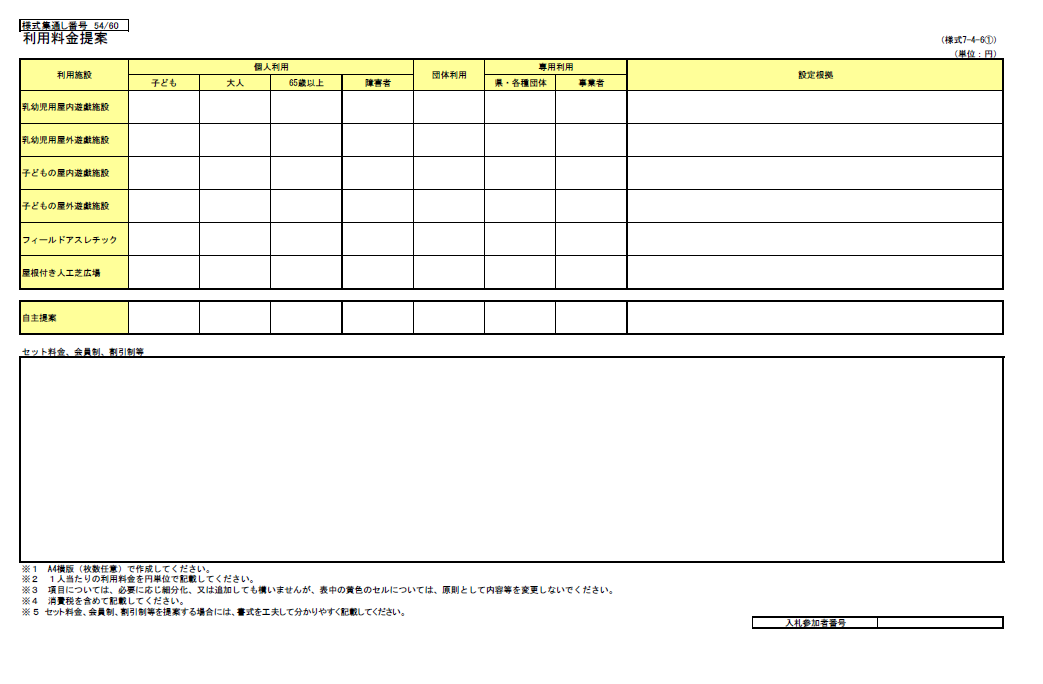 様式集通し番号 54/60
利用料金提案
(様式7-4-6①)
(単位：円)
利用施設 個人利用 団体利用 専用利用 設定根拠
子ども 大人 65歳以上 障害者 県・各種団体 事業者
乳幼児用屋内遊戯施設
乳幼児用屋外遊戯施設
子どもの屋内遊戯施設
子どもの屋外遊戯施設
フィールドアスレチック
屋根付き人工芝広場
自主提案
セット料金、会員制、割引制等
※１ A4横版（枚数任意）で作成してください。
※２ １人当たりの利用料金を円単位で記載してください。
※３ 項目については、必要に応じ細分化、又は追加しても構いませんが、表中の黄色のセルについては、原則として内容等を変更しないでください。
※４ 消費税を含めて記載してください。
※５ セット料金、会員制、割引制等を提案する場合には、書式を工夫して分かりやすく記載してください。
入札参加者番号